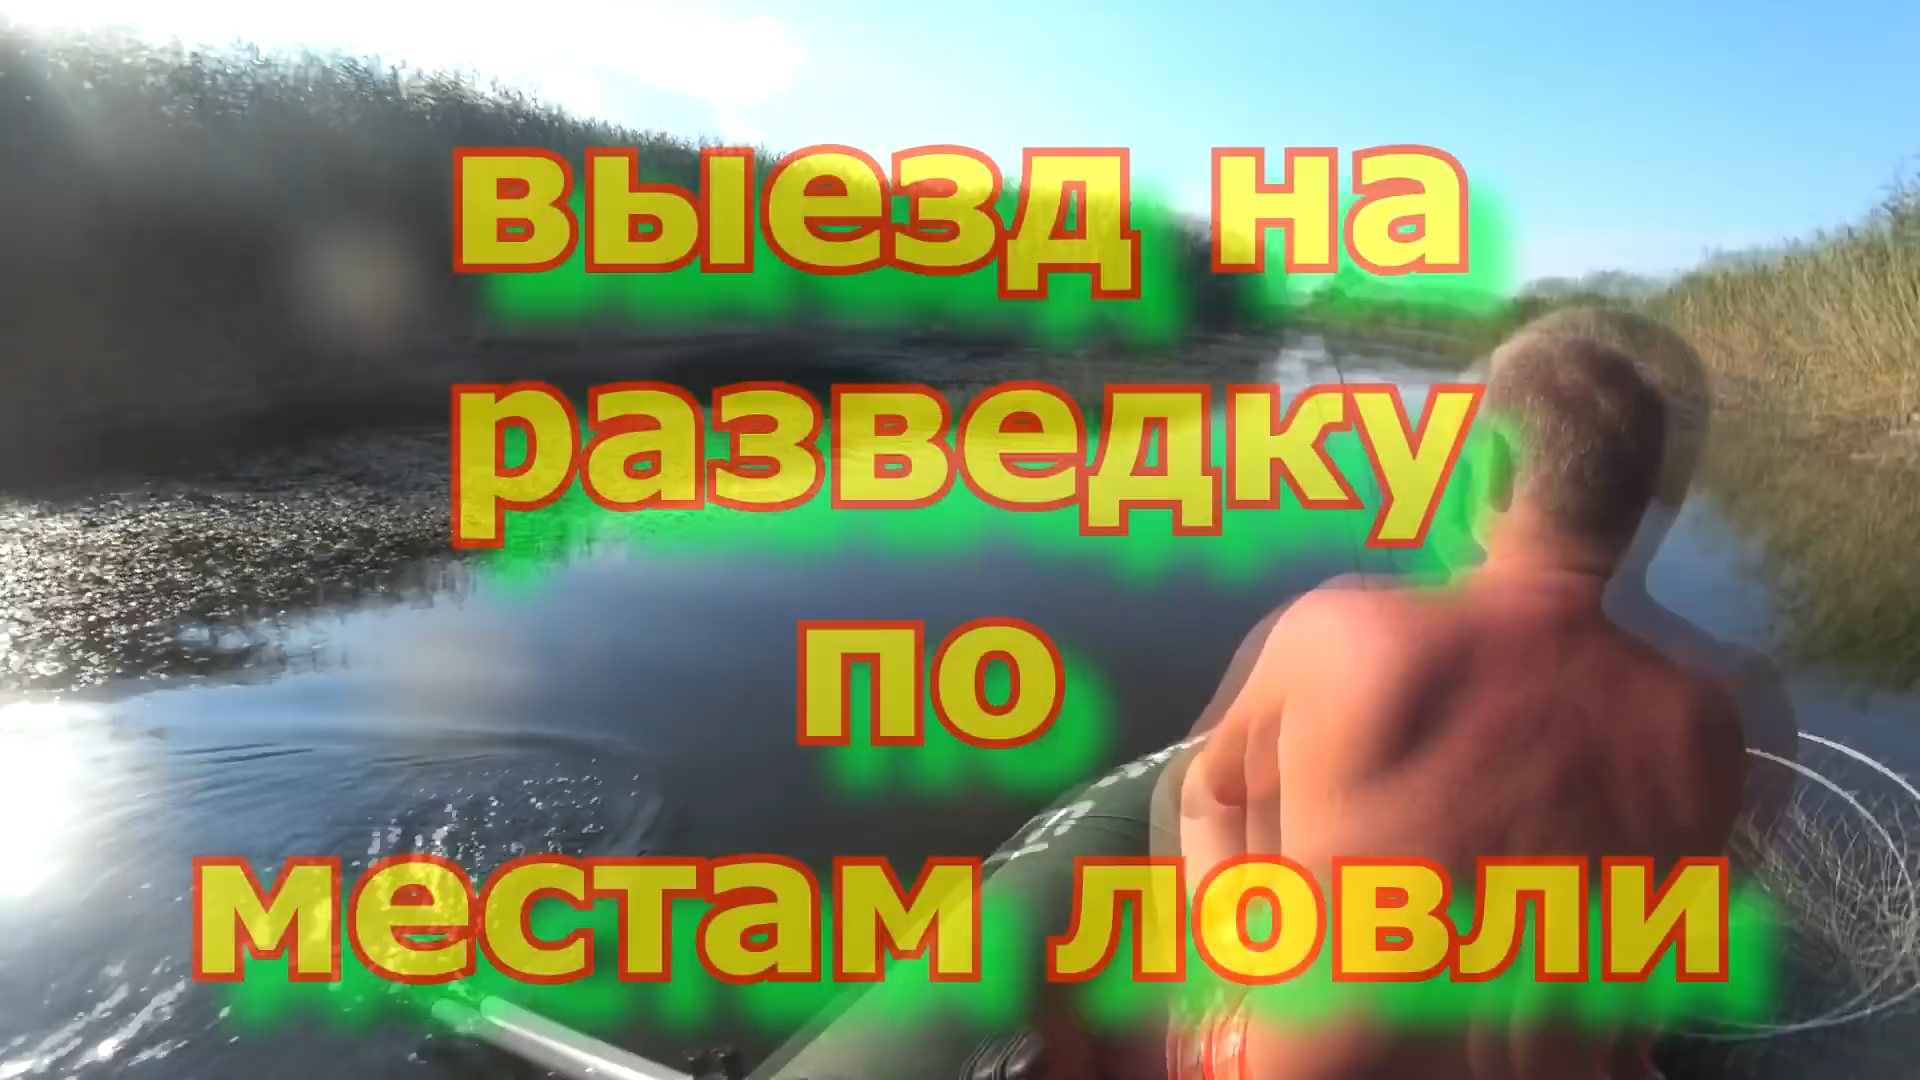 выезд на
разведку
по
местам ловли